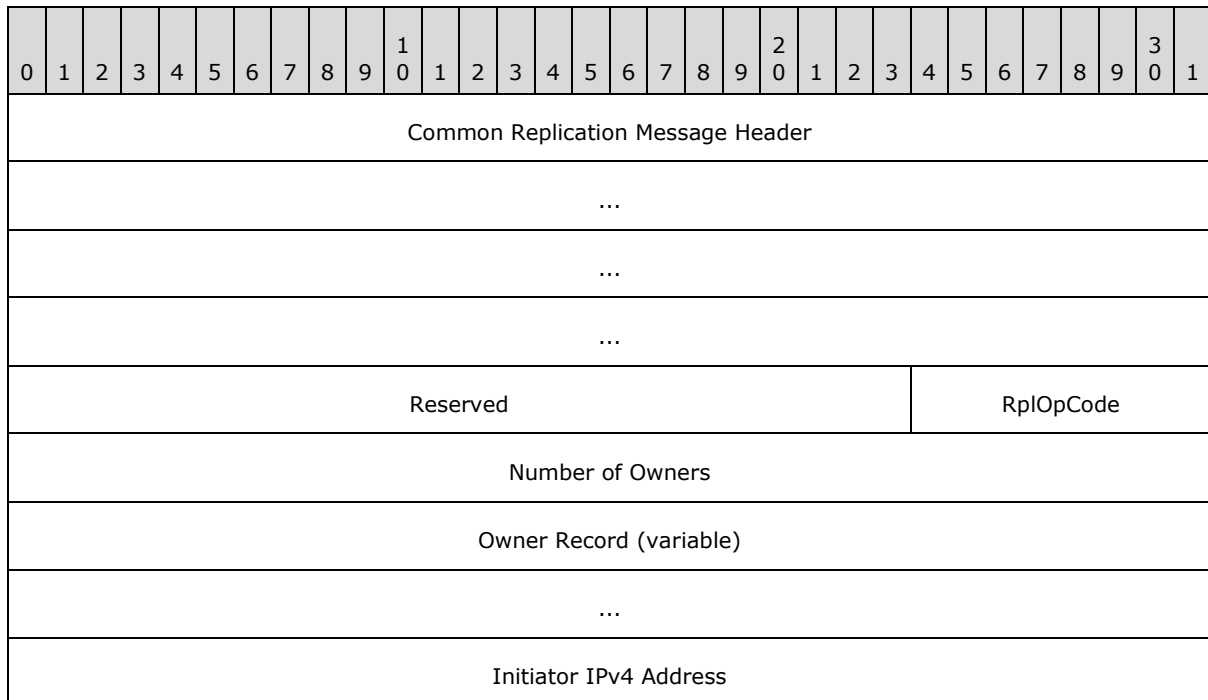 1 2 3
0 1 2 3 4 5 6 7 8 9 0 1 2 3 4 5 6 7 8 9 0 1 2 3 4 5 6 7 8 9 0 1
Common Replication Message Header
...
...
...
Reserved RplOpCode
Number of Owners
Owner Record (variable)
...
Initiator IPv4 Address